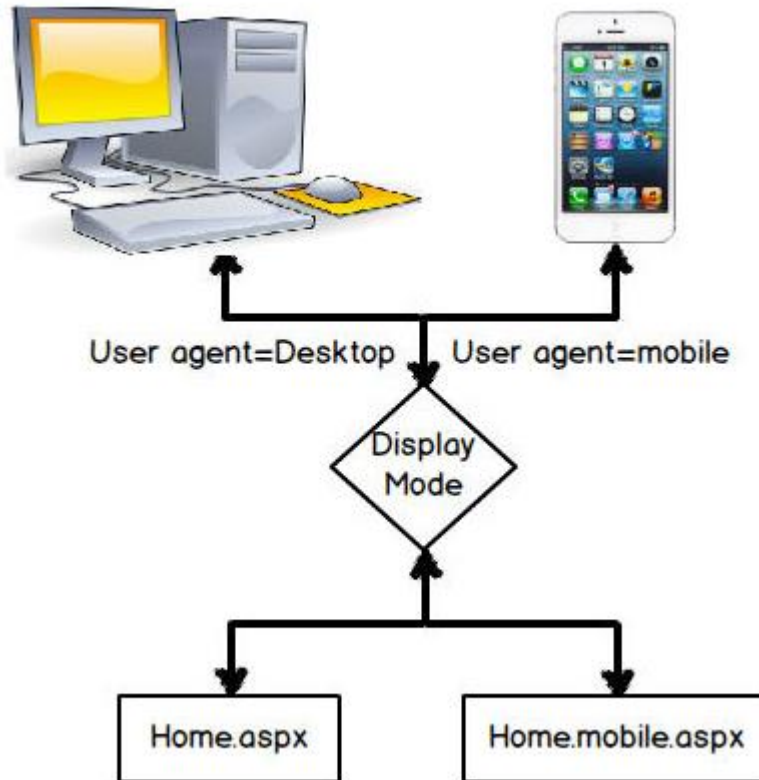 User agent=Desktop
User agent=mobile
Display
Mode
Home.aspx
Home.mobile.aspx